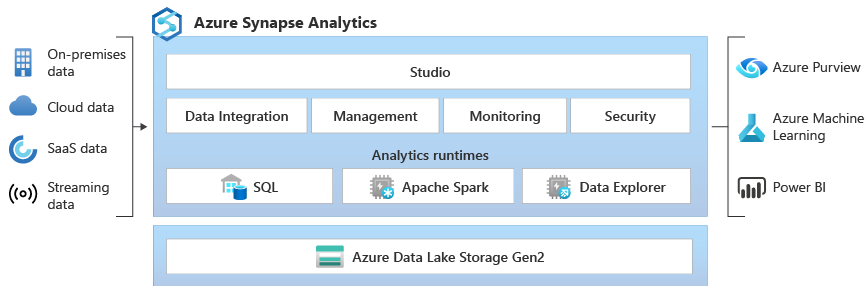 Azure Synapse Analytics
On-premises
data
Cloud data
SaaS data
Streaming
data
Studio
Data Integration
Management
Monitoring
Security
Analytics runtimes
SQL
Apache Spark
Data Explorer
Azure Data Lake Storage Gen2
Azure Purview
Azure Machine
Learning
Power BI